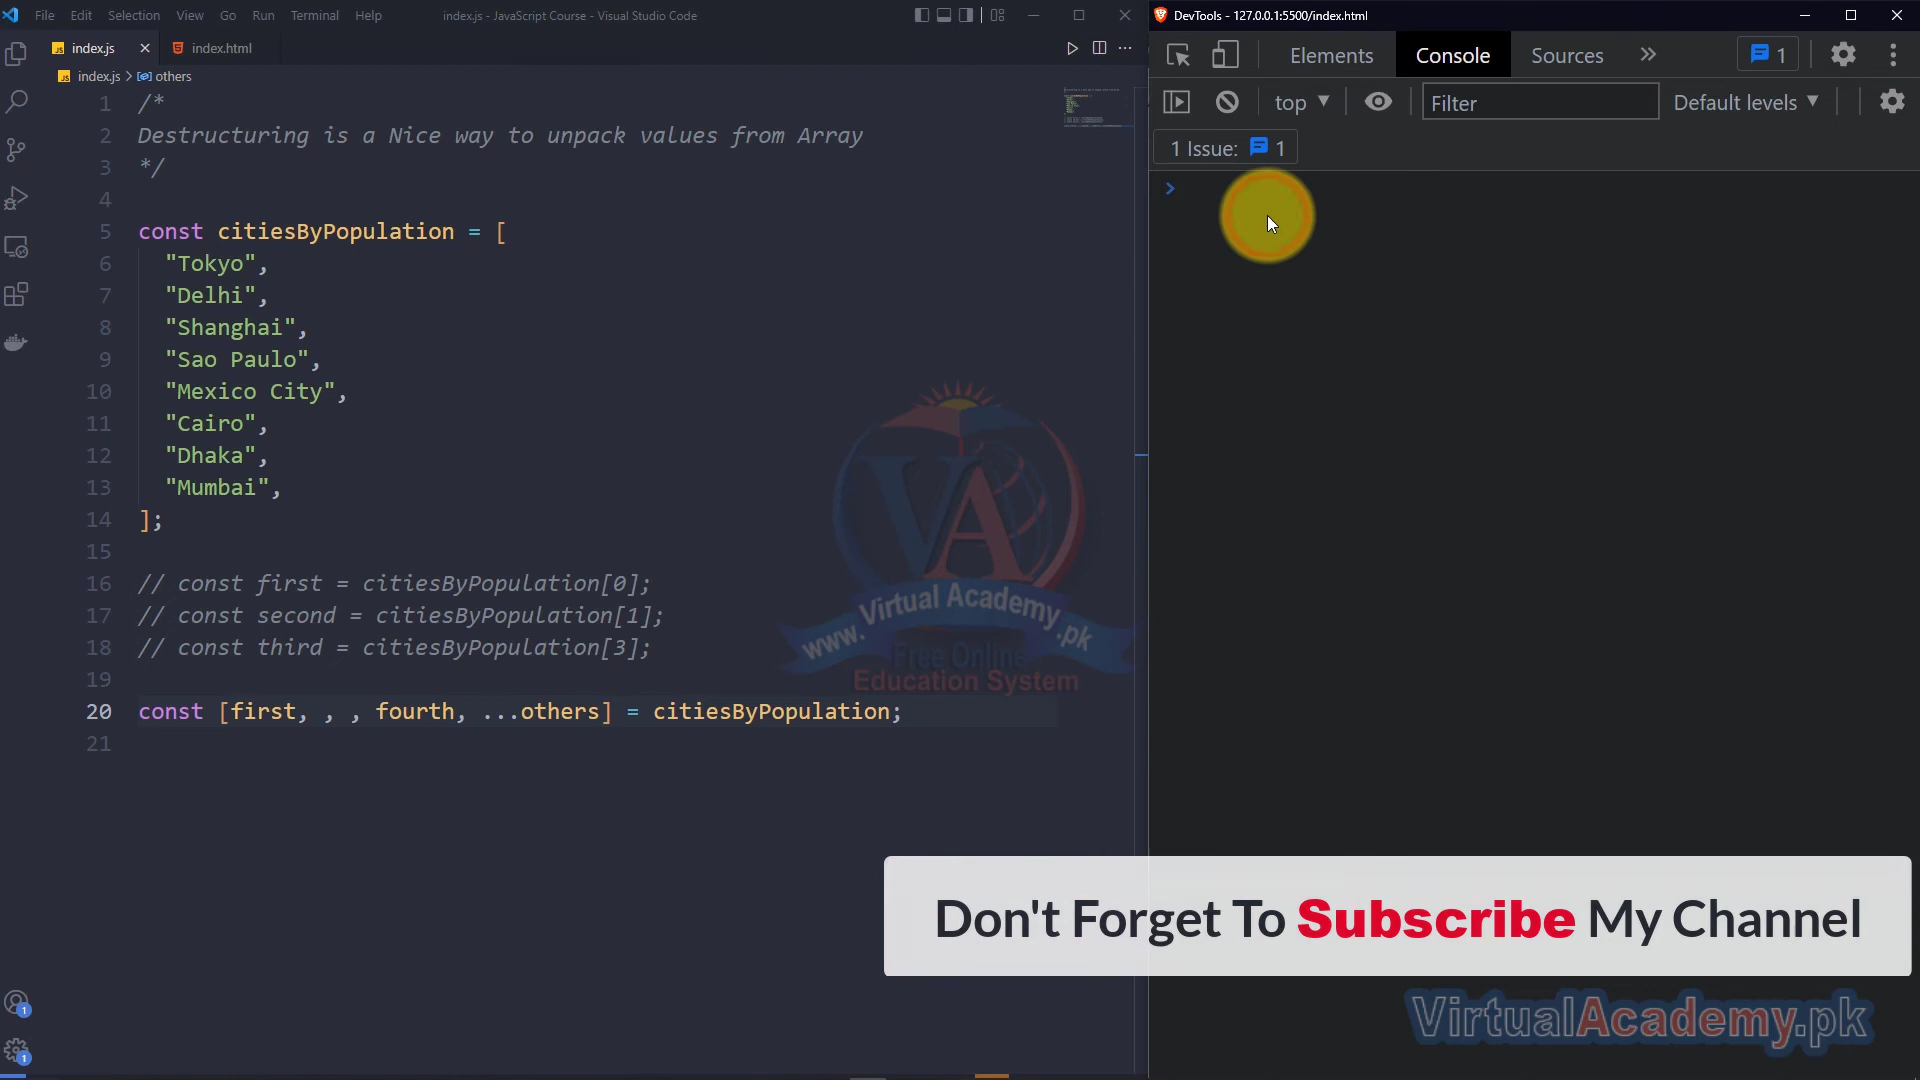 File Edit Selection View Go Run Terminal Help index.js - JavaScript Course - Visual Studio Code
index.js index.html
index.js > others
1 /*
2 Destructuring is a Nice way to unpack values from Array
3 */
4
5 const citiesByPopulation = [
6 "Tokyo",
7 "Delhi",
8 "Shanghai",
9 "Sao Paulo",
10 "Mexico City",
11 "Cairo",
12 "Dhaka",
13 "Mumbai",
14 ];
15
16 // const first = citiesByPopulation[0];
17 // const second = citiesByPopulation[1];
18 // const third = citiesByPopulation[3];
19
20 const [first, , , fourth, ...others] = citiesByPopulation;
21
1
1
VA
www.Virtual Academy.pk
Free Online
Education System
DevTools - 127.0.0.1:5500/index.html
Elements Console Sources 1
top Filter Default levels
1 Issue: 1
Don't Forget To Subscribe My Channel
VirtualAcademy.pk